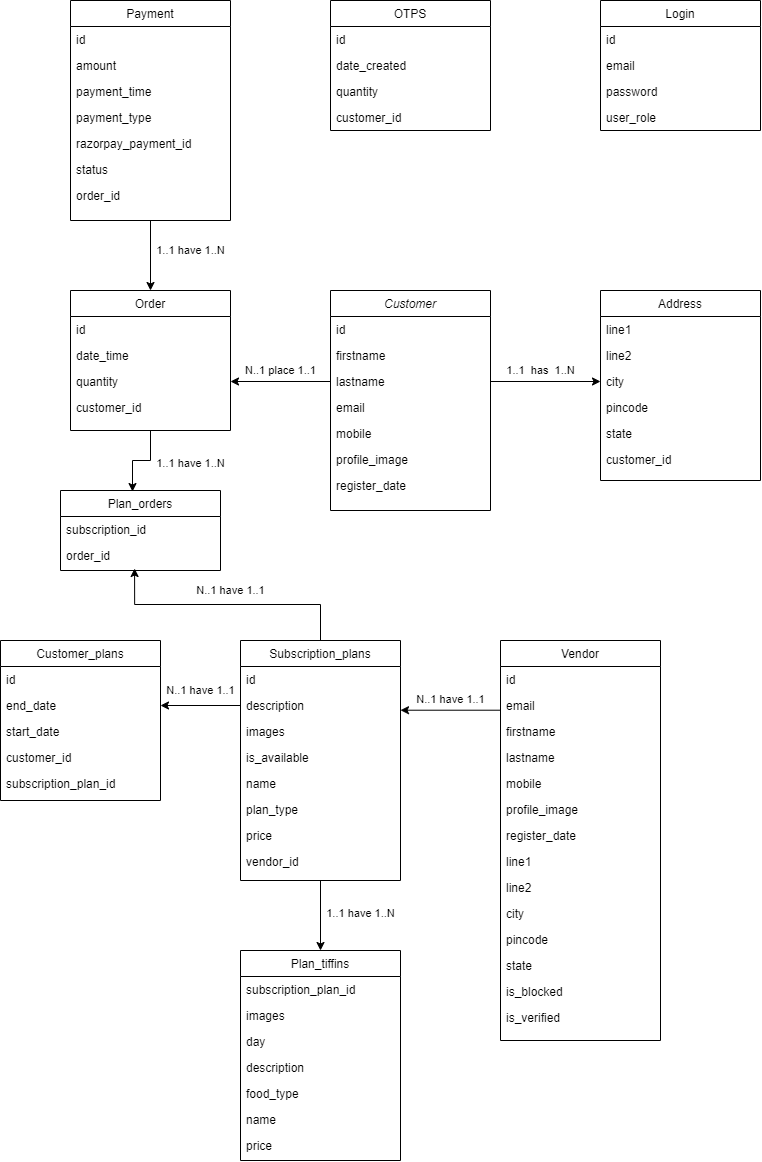 Payment
id
amount
payment_time
payment_type
razorpay_payment_id
status
order_id
OTPS
id
date_created
quantity
customer_id
Login
id
email
password
user_role
1..1 have 1..N
Order
id
date_time
quantity
customer_id
N..1 place 1..1
Customer
id
firstname
lastname
email
mobile
profile_image
register_date
1..1 has 1..N
Address
line1
line2
city
pincode
state
customer_id
1..1 have 1..N
Plan_orders
subscription_id
order_id
N..1 have 1..1
Customer_plans
id
end_date
start_date
customer_id
subscription_plan_id
N..1 have 1..1
Subscription_plans
id
description
images
is_available
name
plan_type
price
vendor_id
N..1 have 1..1
Vendor
id
email
firstname
lastname
mobile
profile_image
register_date
line1
line2
city
pincode
state
is_blocked
is_verified
1..1 have 1..N
Plan_tiffins
subscription_plan_id
images
day
description
food_type
name
price